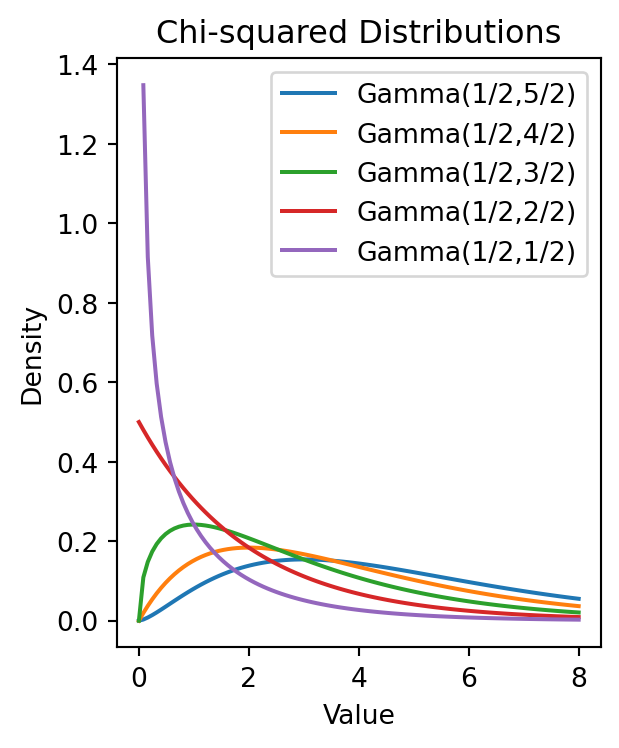 Chi-squared Distributions
1.4
1.2
1.0
0.8
0.6
0.4
0.2
0.0
Density
Gamma(1/2,5/2)
Gamma(1/2,4/2)
Gamma(1/2,3/2)
Gamma(1/2,2/2)
Gamma(1/2,1/2)
0 2 4 6 8
Value